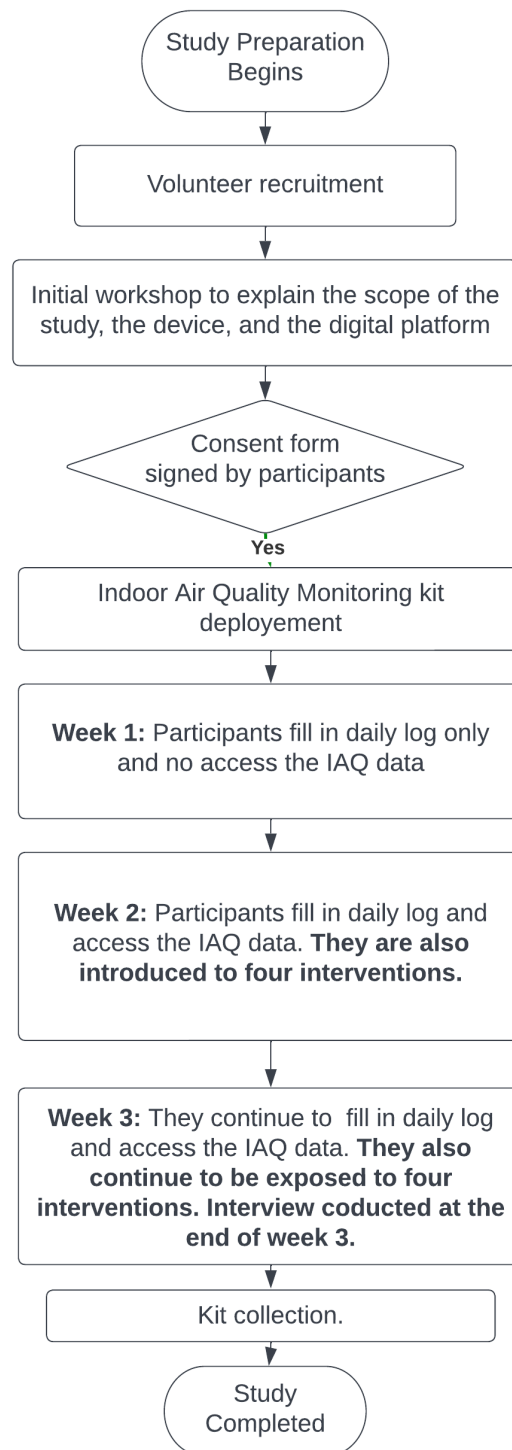 Study Preparation
Begins
Volunteer recruitment
Initial workshop to explain the scope of the
study, the device, and the digital platform
Consent form
signed by participants
Yes
Indoor Air Quality Monitoring kit
deployement
Week 1: Participants fill in daily log only
and no access the IAQ data
Week 2: Participants fill in daily log and
access the IAQ data. They are also
introduced to four interventions.
Week 3: They continue to  fill in daily log
and access the IAQ data. They also
continue to be exposed to four
interventions. Interview coducted at the
end of week 3.
Kit collection.
Study
Completed